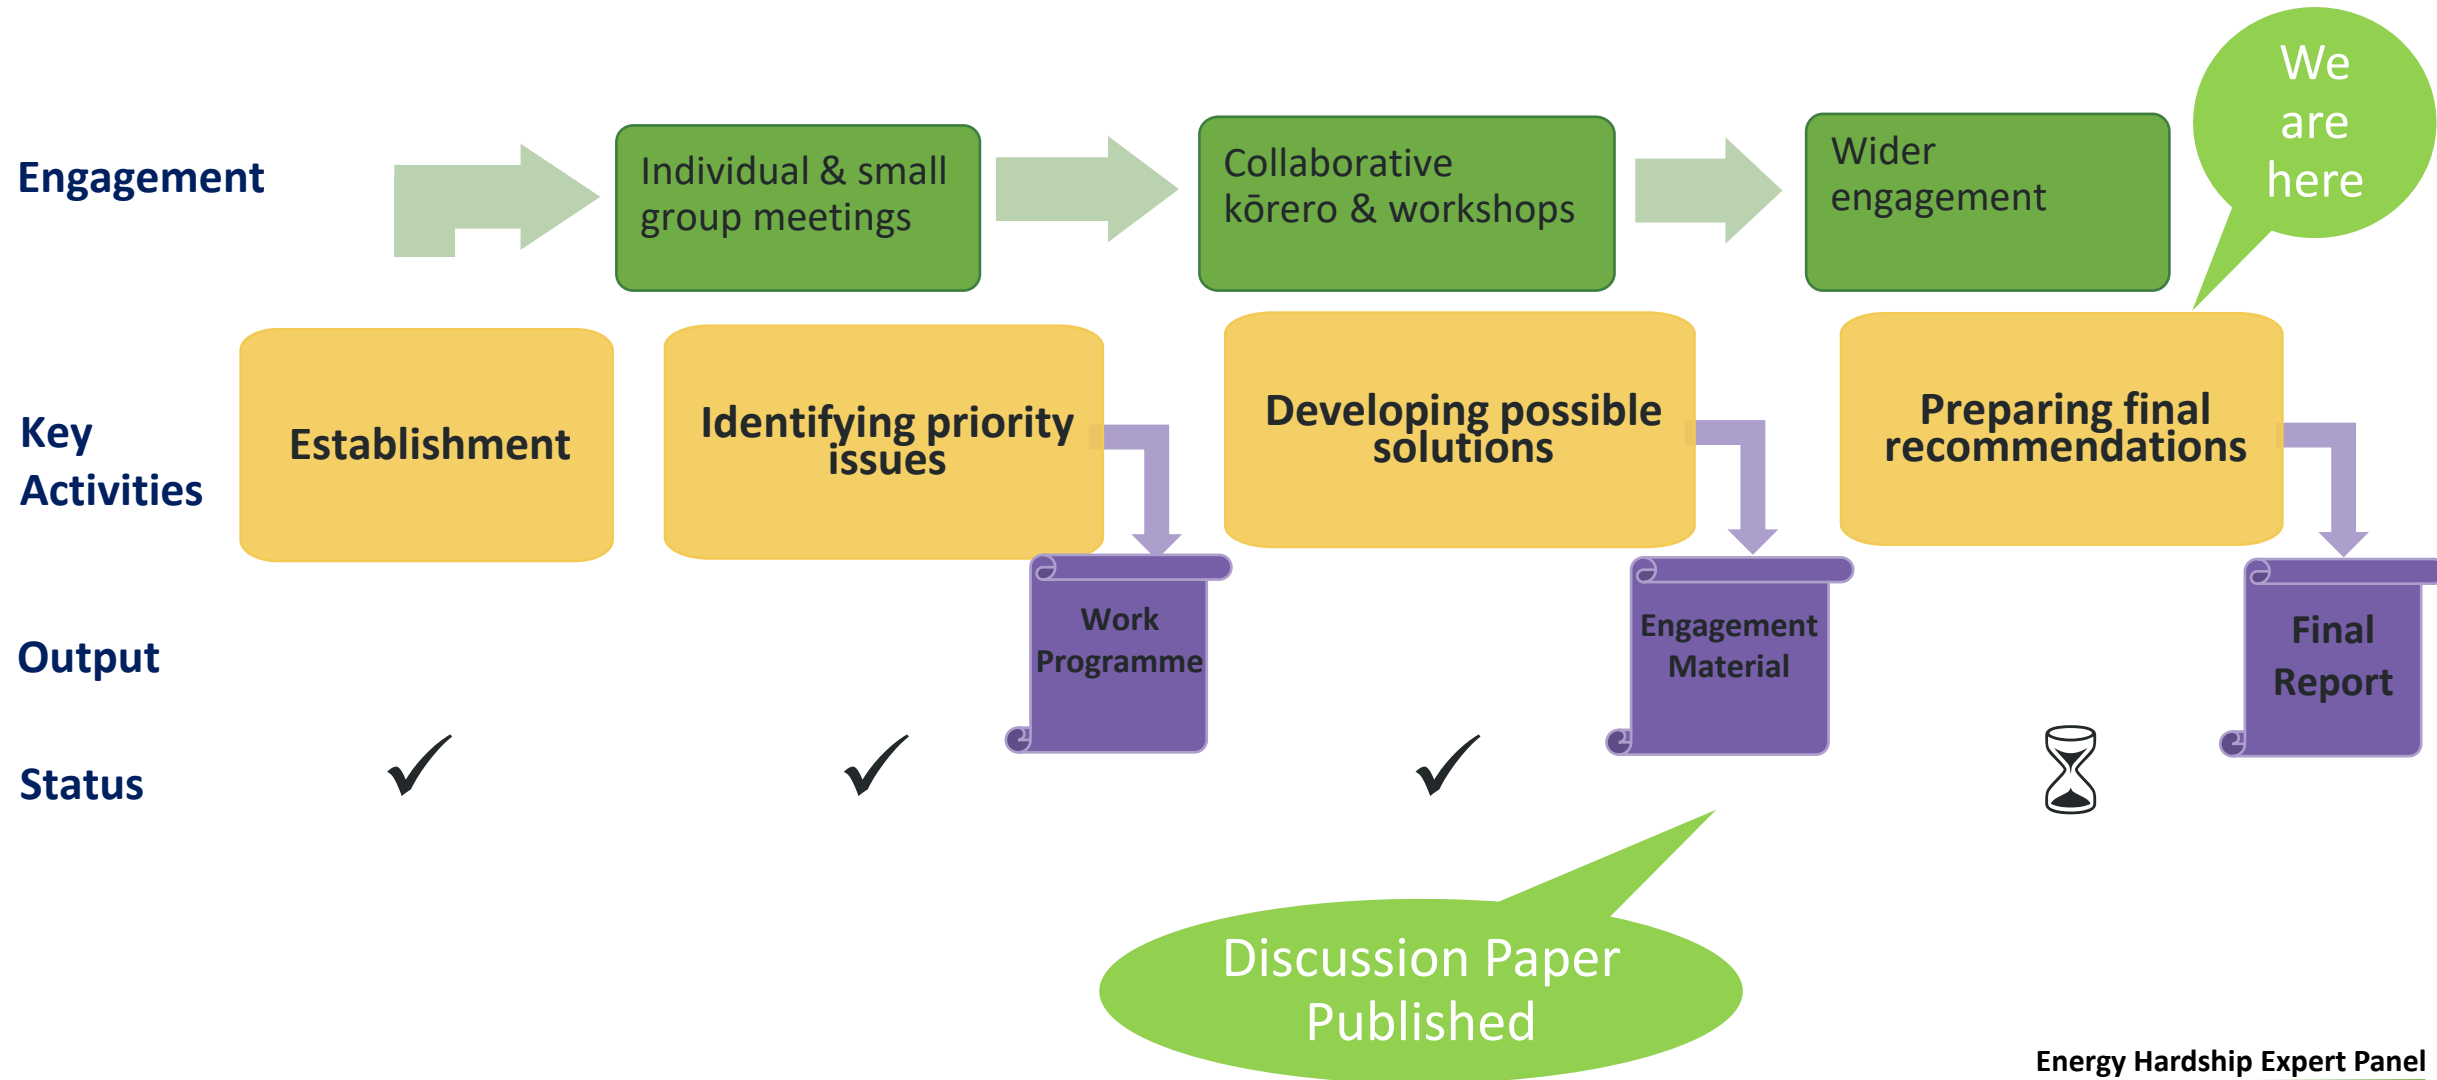 We
are
here
Engagement
Individual & small
group meetings
Collaborative
kōrero & workshops
Wider
engagement
Key
Activities
Establishment
Identifying priority
issues
Developing possible
solutions
Preparing final
recommendations
Output
Work
Programme
Engagement
Material
Final
Report
Status
Discussion Paper
Published
Energy Hardship Expert Panel